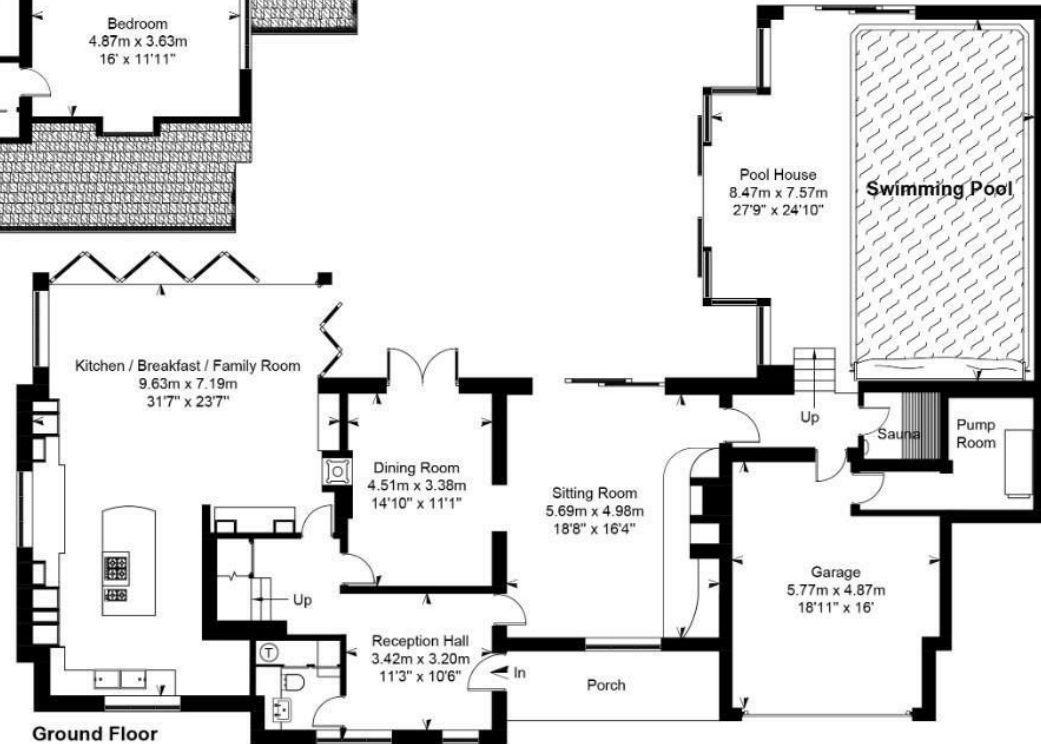 Bedroom
4.87m x 3.63m
16' x 11'11"
Pool House
8.47m x 7.57m
27'9" x 24'10"
Swimming Pool
Kitchen / Breakfast / Family Room
9.63m x 7.19m
31'7" x 23'7"
Up
Sauna
Pump
Room
Dining Room
4.51m x 3.38m
14'10" x 11'1"
Sitting Room
5.69m x 4.98m
18'8" x 16'4"
Garage
5.77m x 4.87m
18'11" x 16'
Up
Reception Hall
3.42m x 3.20m
11'3" x 10'6"
T
In
Porch
Ground Floor